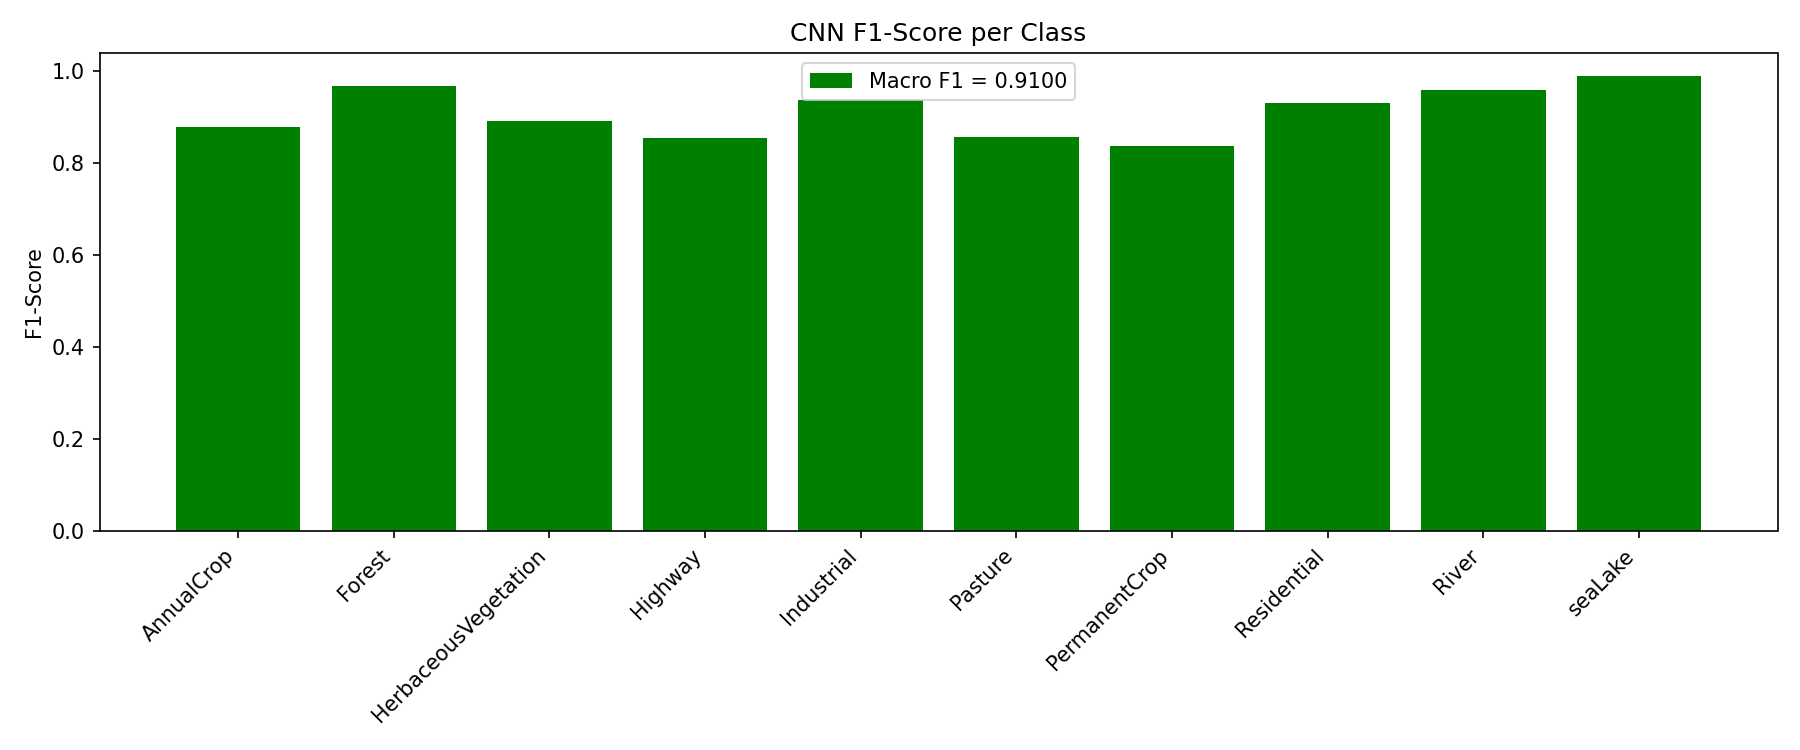 CNN F1-Score per Class
Macro F1 = 0.9100
F1-Score
1.0
0.8
0.6
0.4
0.2
0.0
AnnualCrop
Forest
HerbaceousVegetation
Highway
Industrial
Pasture
PermanentCrop
Residential
River
seaLake